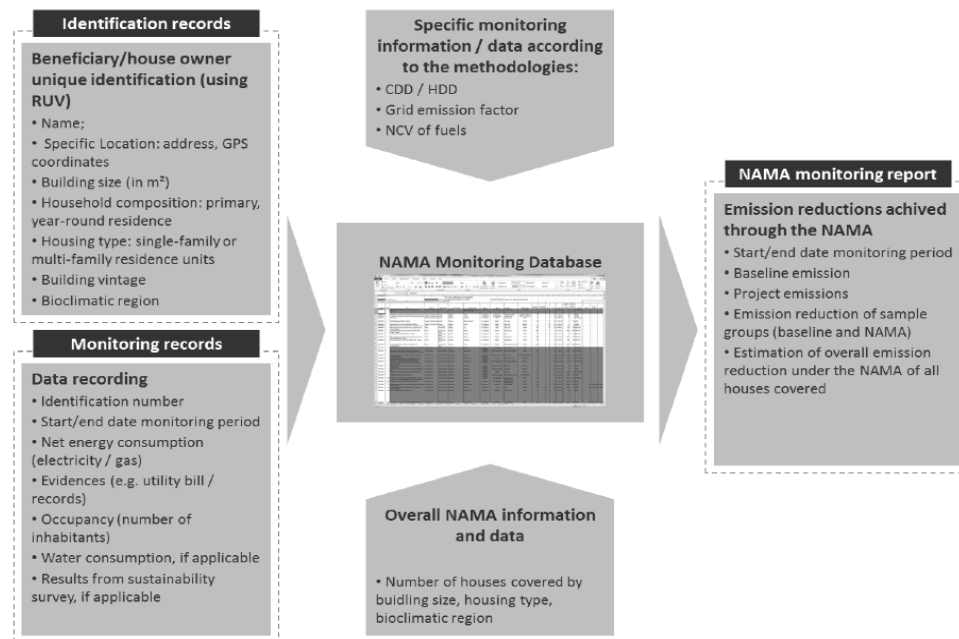 Identification records
Beneficiary/house owner
unique identification (using
RUV)
• Name;
• Specific Location: address, GPS
coordinates
• Building size (in m²)
• Household composition: primary,
year-round residence
• Housing type: single-family or
multi-family residence units
• Building vintage
• Bioclimatic region
Monitoring records
Data recording
• Identification number
• Start/end date monitoring period
• Net energy consumption
(electricity / gas)
• Evidences (e.g. utility bill /
records)
• Occupancy (number of
inhabitants)
• Water consumption, if applicable
• Results from sustainability
survey, if applicable
Specific monitoring
information / data according
to the methodologies:
• CDD / HDD
• Grid emission factor
• NCV of fuels
NAMA Monitoring Database
Overall NAMA information
and data
• Number of houses covered by
buidling size, housing type,
bioclimatic region
NAMA monitoring report
Emission reductions achived
through the NAMA
• Start/end date monitoring period
• Baseline emission
• Project emissions
• Emission reduction of sample
groups (baseline and NAMA)
• Estimation of overall emission
reduction under the NAMA of all
houses covered